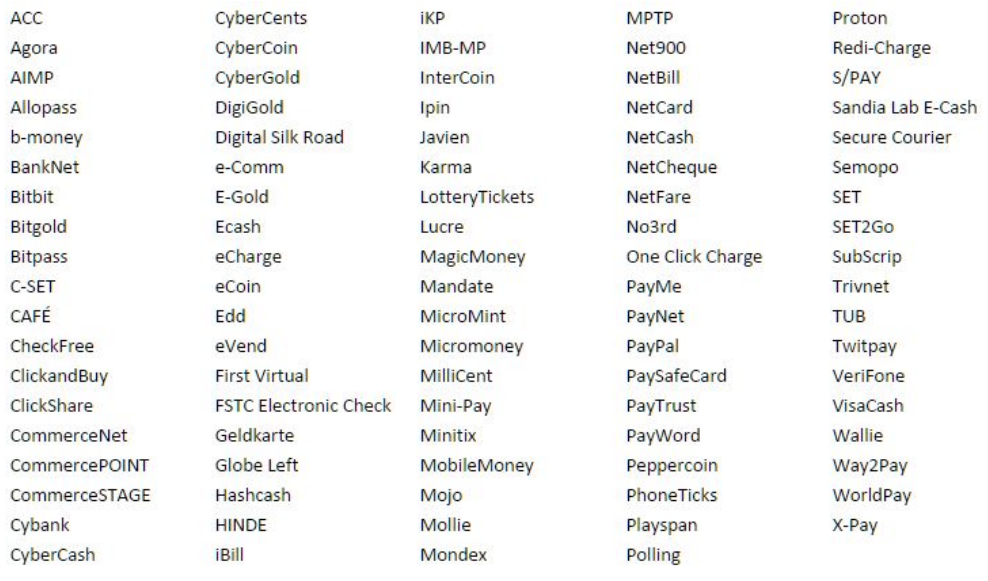 ACC
Agora
AIMP
Allopass
b-money
BankNet
Bitbit
Bitgold
Bitpass
C-SET
CAFÉ
CheckFree
ClickandBuy
ClickShare
CommerceNet
CommercePOINT
CommerceSTAGE
Cybank
CyberCash
CyberCents
CyberCoin
CyberGold
DigiGold
Digital Silk Road
e-Comm
E-Gold
Ecash
eCharge
eCoin
Edd
eVend
First Virtual
FSTC Electronic Check
Geldkarte
Globe Left
Hashcash
HINDE
iBill
iKP
IMB-MP
InterCoin
Ipin
Javien
Karma
LotteryTickets
Lucre
MagicMoney
Mandate
MicroMint
Micromoney
MilliCent
Mini-Pay
Minitix
MobileMoney
Mojo
Mollie
Mondex
MPTP
Net900
NetBill
NetCard
NetCash
NetCheque
NetFare
No3rd
One Click Charge
PayMe
PayNet
PayPal
PaySafeCard
PayTrust
PayWord
Peppercoin
PhoneTicks
Playspan
Polling
Proton
Redi-Charge
S/PAY
Sandia Lab E-Cash
Secure Courier
Semopo
SET
SET2Go
SubScrip
Trivnet
TUB
Twitpay
VeriFone
VisaCash
Wallie
Way2Pay
WorldPay
X-Pay